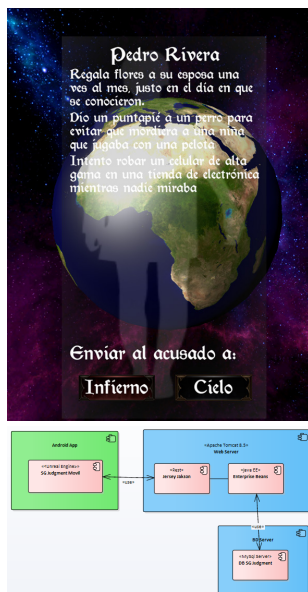 Pedro Rivera
Regala flores a su esposa una
ves al mes, justo en el día en que
se conocieron.
Dio un puntapié a un perro para
evitar que mordiera a una niña
que jugaba con una pelota
Intento robar un celular de alta
gama en una tienda de electrónica
mientras nadie miraba
Enviar al acusado a:
Infierno
Cielo
Android App
«Unreal Engine»
SG Judgment Movil
«use»
«Apache Tomcat 8.5»
Web Server
«Rest»
Jersey Jakson
«Java EE»
Enterprise Beans
«use»
BD Server
«Mysql Server»
DB SG Judgment